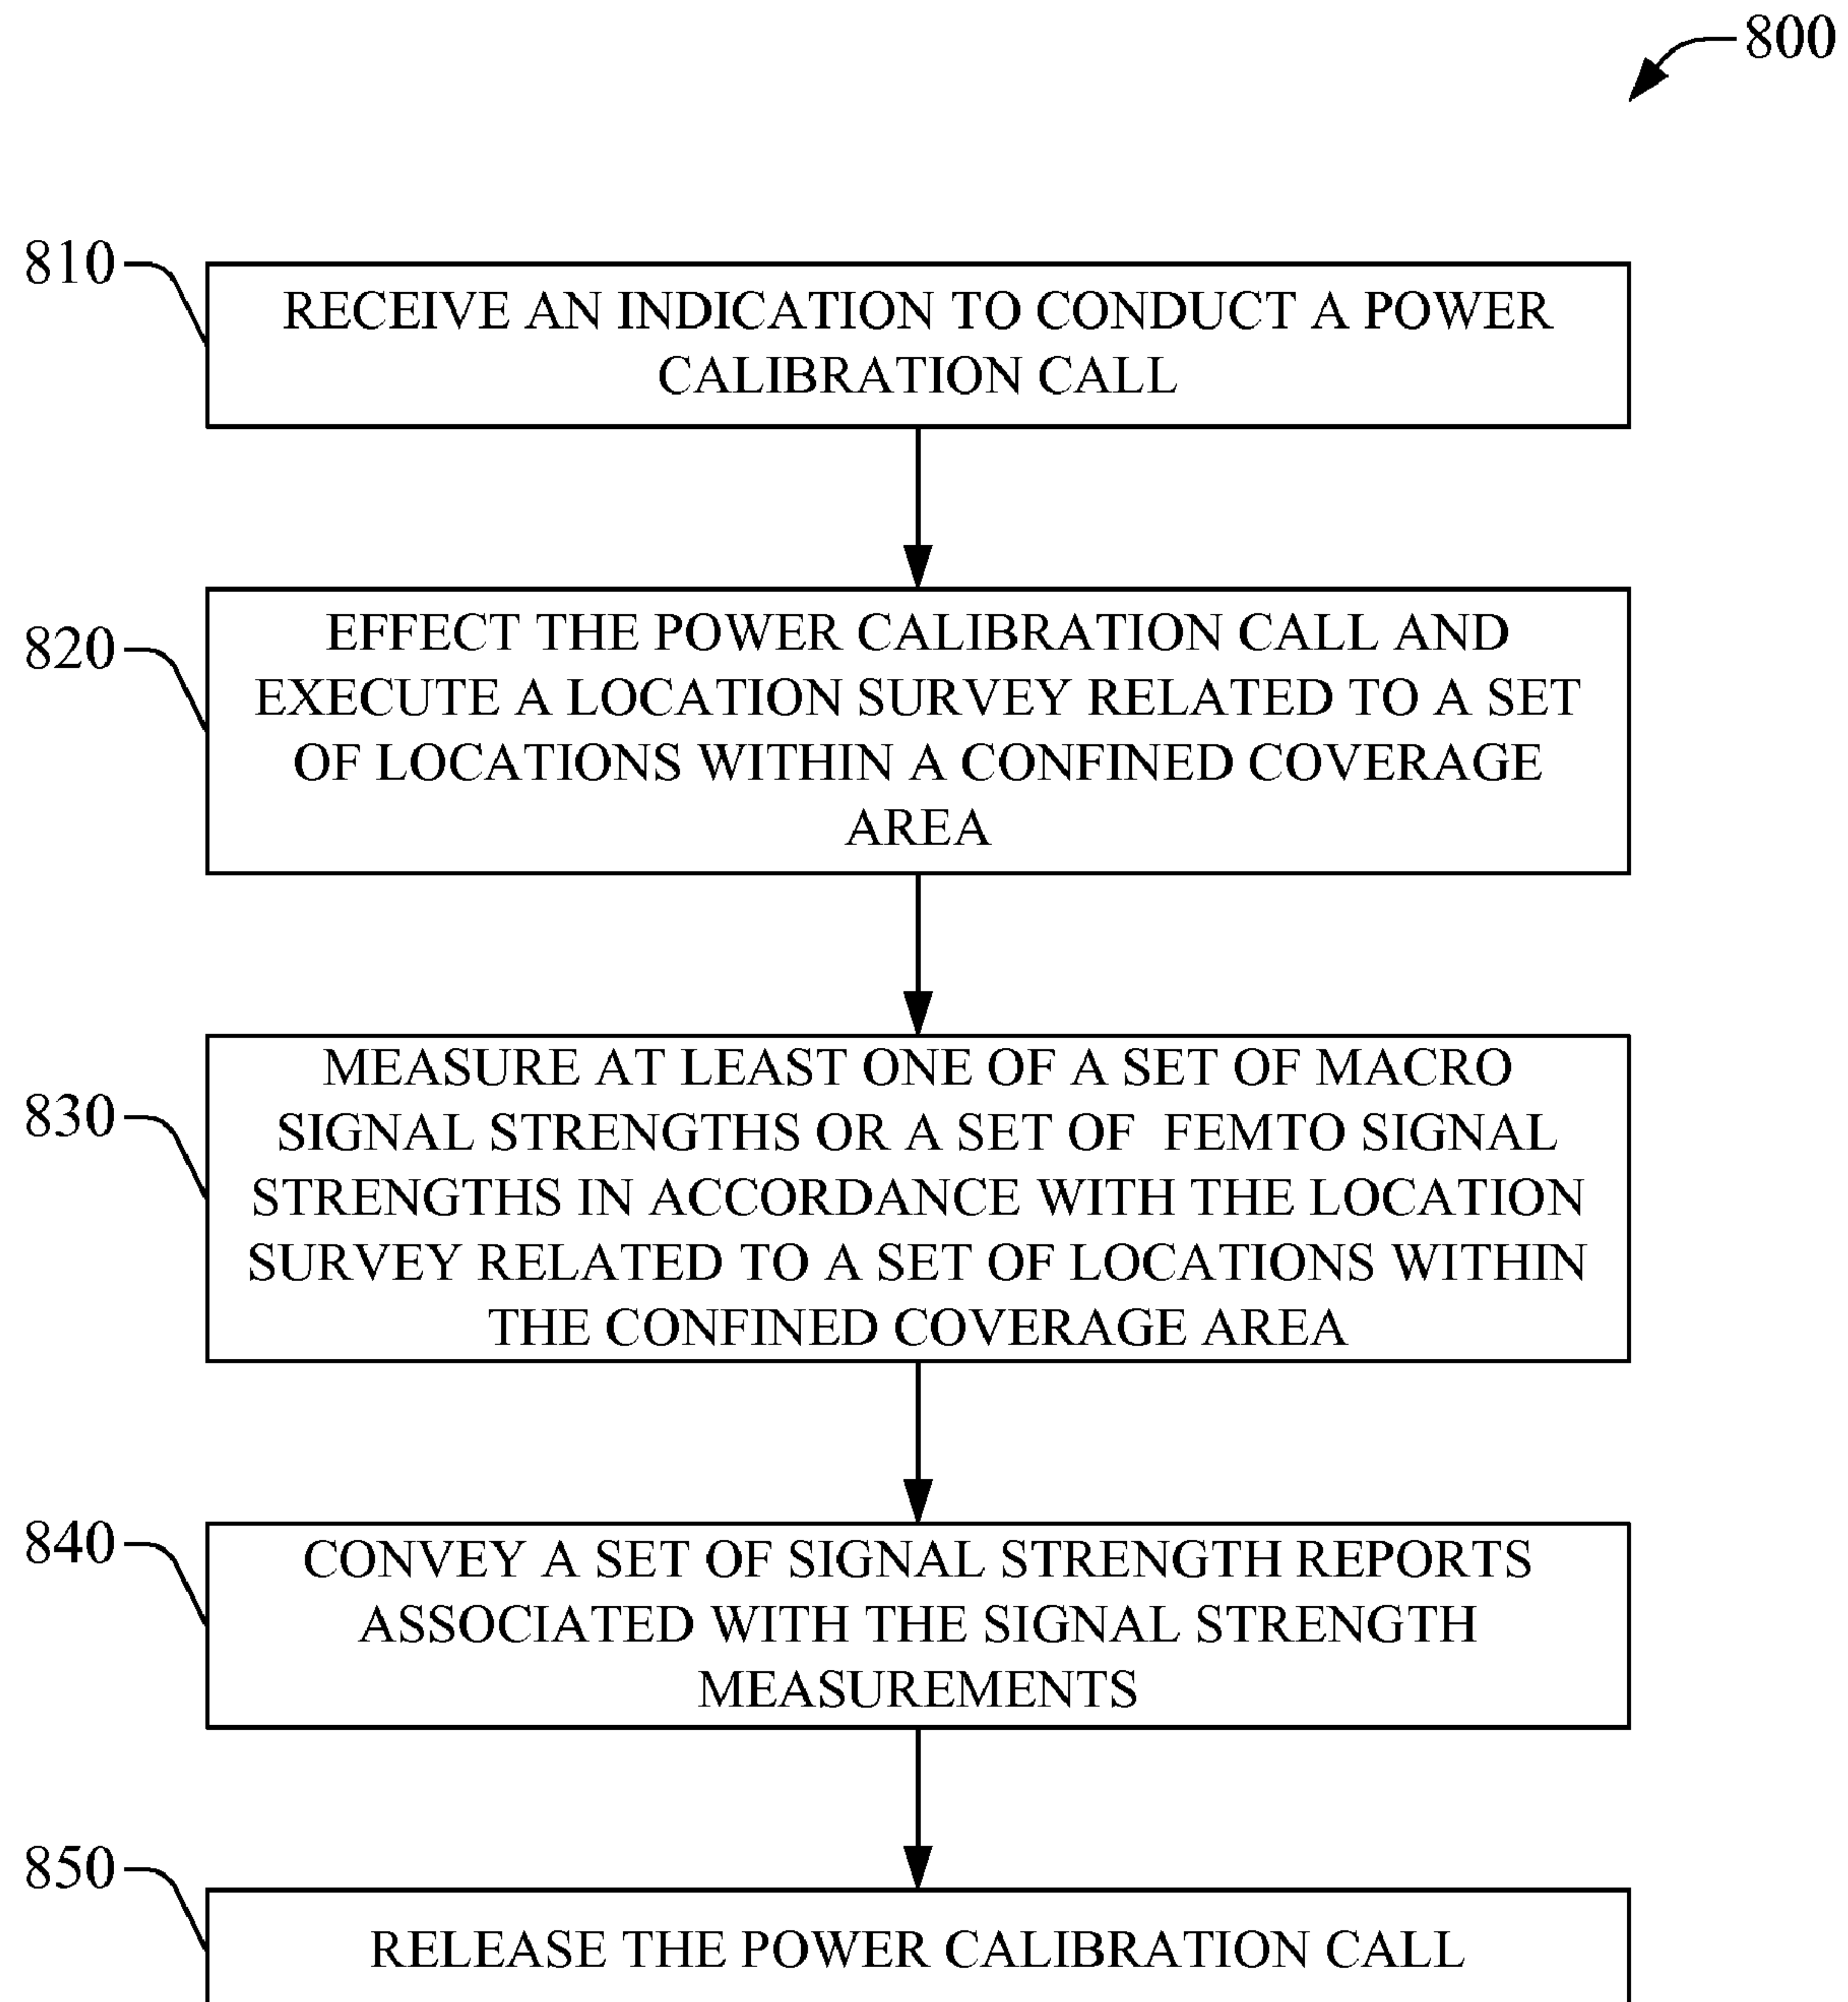 800
810
RECEIVE AN INDICATION TO CONDUCT A POWER
CALIBRATION CALL
820
EFFECT THE POWER CALIBRATION CALL AND
EXECUTE A LOCATION SURVEY RELATED TO A SET
OF LOCATIONS WITHIN A CONFINED COVERAGE
AREA
830
MEASURE AT LEAST ONE OF A SET OF MACRO
SIGNAL STRENGTHS OR A SET OF FEMTO SIGNAL
STRENGTHS IN ACCORDANCE WITH THE LOCATION
SURVEY RELATED TO A SET OF LOCATIONS WITHIN
THE CONFINED COVERAGE AREA
840
CONVEY A SET OF SIGNAL STRENGTH REPORTS
ASSOCIATED WITH THE SIGNAL STRENGTH
MEASUREMENTS
850
RELEASE THE POWER CALIBRATION CALL